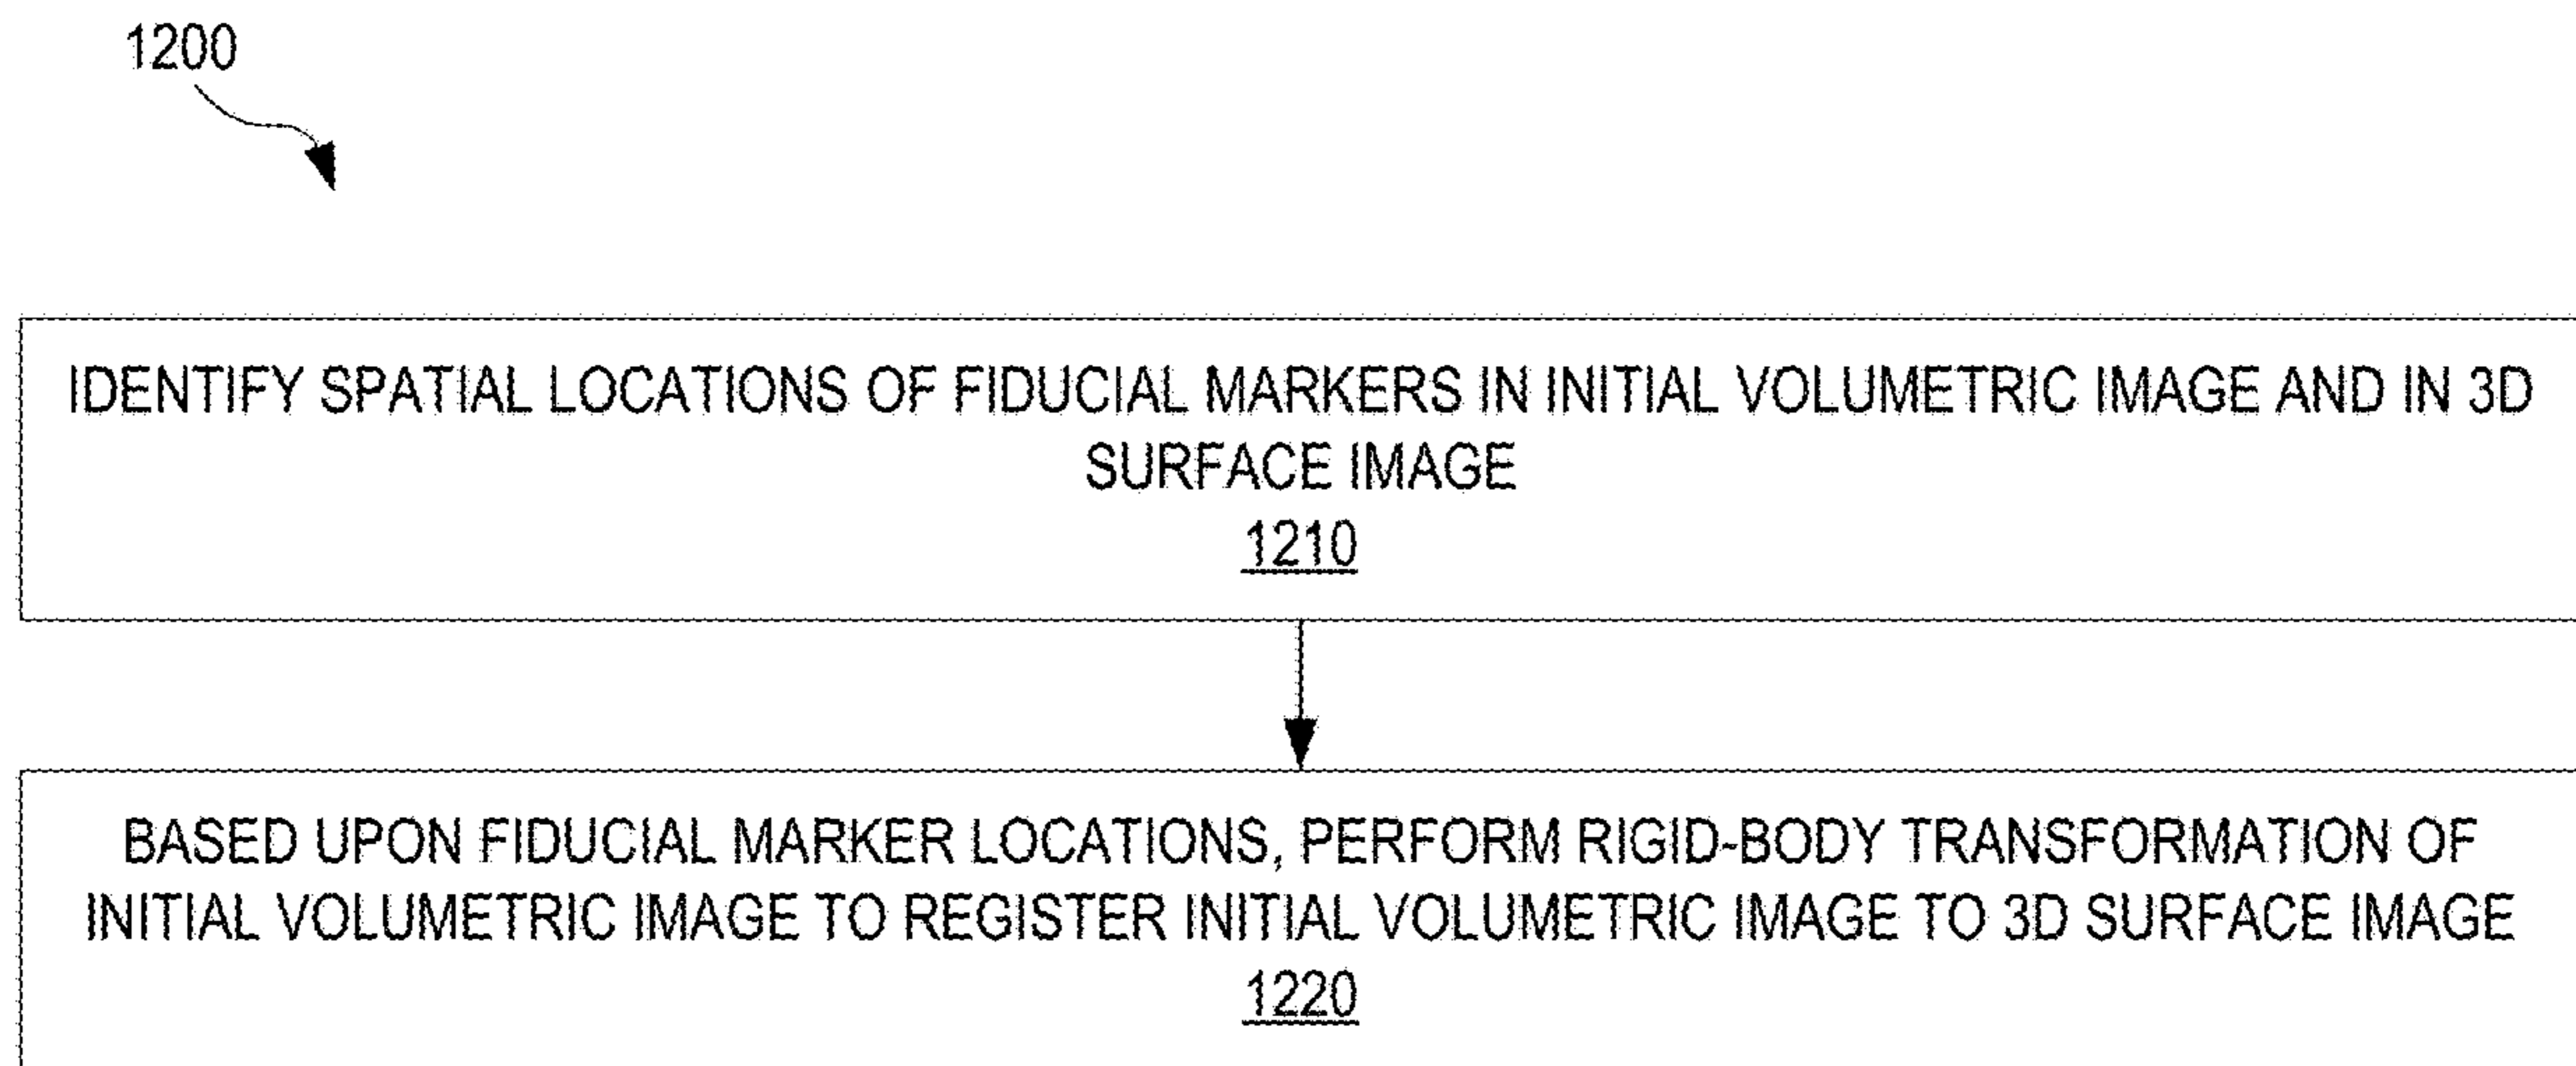 1200
IDENTIFY SPATIAL LOCATIONS OF FIDUCIAL MARKERS IN INITIAL VOLUMETRIC IMAGE AND IN 3D
SURFACE IMAGE
1210
BASED UPON FIDUCIAL MARKER LOCATIONS, PERFORM RIGID-BODY TRANSFORMATION OF
INITIAL VOLUMETRIC IMAGE TO REGISTER INITIAL VOLUMETRIC IMAGE TO 3D SURFACE IMAGE
1220